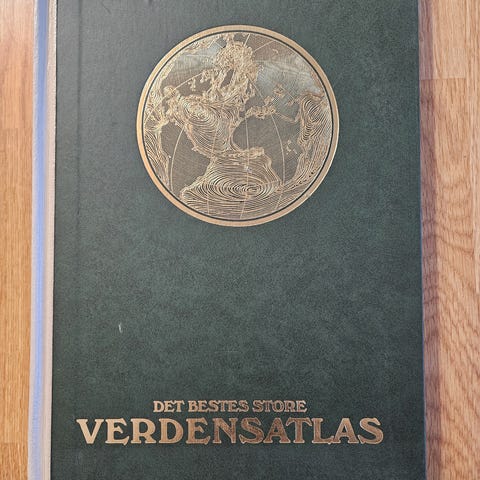 DET BESTES STORE
VERDENSATLAS